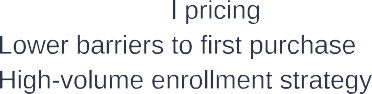 l pricing
Lower barriers to first purchase
High-volume enrollment strategy